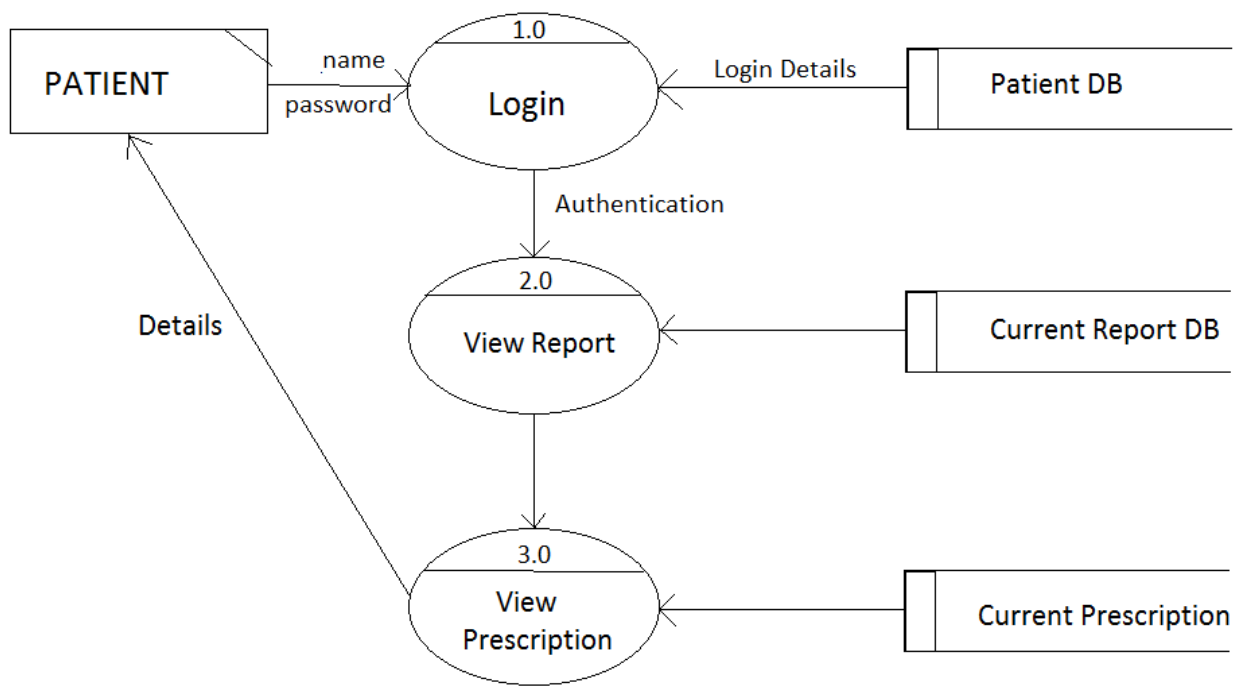 1.0
name
PATIENT
password
Login
Login Details
Patient DB
Authentication
2.0
Details
View Report
Current Report DB
3.0
View
Prescription
Current Prescription